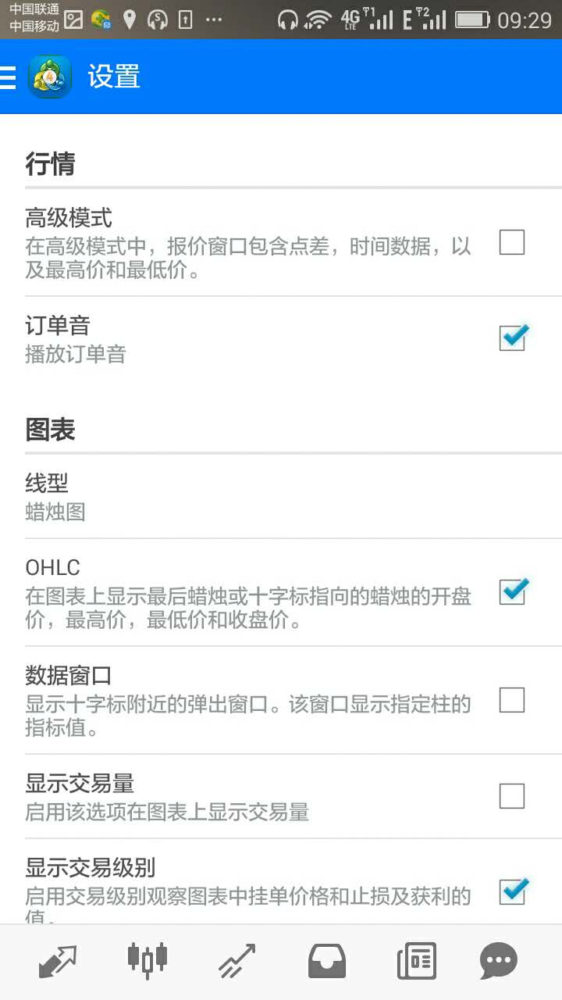 中国联通
中国移动
4G LTE T1 E T2 09:29
设置
行情
高级模式
在高级模式中，报价窗口包含点差，时间数据，以
及最高价和最低价。
订单音
播放订单音
图表
线型
蜡烛图
OHLC
在图表上显示最后蜡烛或十字标指向的蜡烛的开盘
价，最高价，最低价和收盘价。
数据窗口
显示十字标附近的弹出窗口。该窗口显示指定柱的
指标值。
显示交易量
启用该选项在图表上显示交易量
显示交易级别
启用交易级别观察图表中挂单价格和止损及获利的
值。